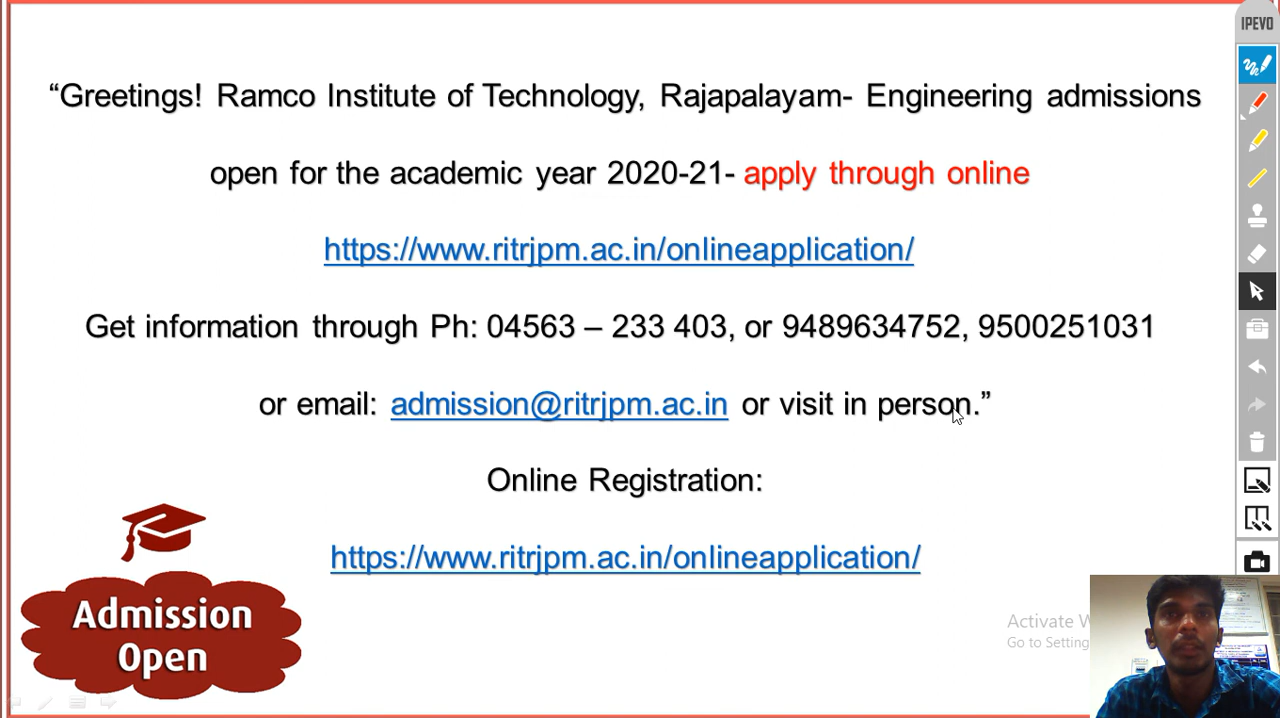 IPEVO
“Greetings! Ramco Institute of Technology, Rajapalayam- Engineering admissions
open for the academic year 2020-21- apply through online
https://www.ritrjpm.ac.in/onlineapplication/
Get information through Ph: 04563 – 233 403, or 9489634752, 9500251031
or email: admission@ritrjpm.ac.in or visit in person.”
Online Registration:
https://www.ritrjpm.ac.in/onlineapplication/
Admission
Open
Activate
Go to Setting